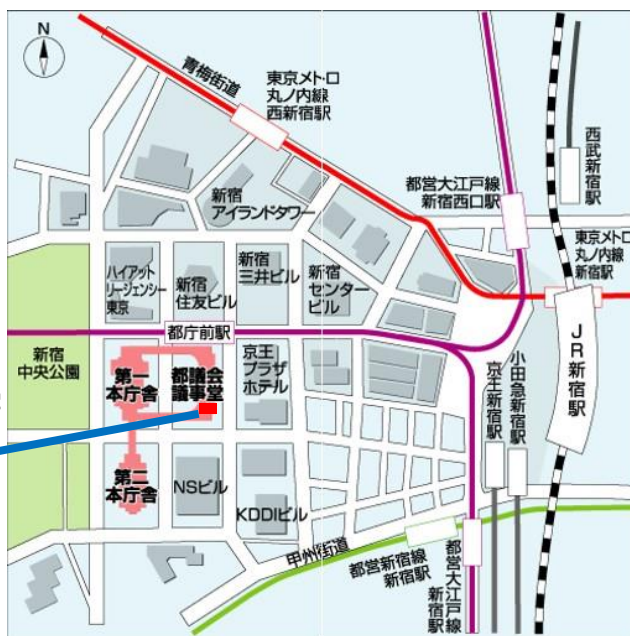 N
青梅街道
東京メトロ
丸ノ内線
西新宿駅
西武新宿駅
都営大江戸線
新宿西口駅
新宿
アイランドタワー
東京メトロ
丸ノ内線
新宿駅
ハイアット
リージェンシー
東京
新宿
住友ビル
新宿
三井ビル
新宿
センター
ビル
都庁前駅
JR新宿駅
新宿
中央公園
第一
本庁舎
都議会
議事堂
京王
プラザ
ホテル
小田急新宿駅
京王新宿駅
第二
本庁舎
NSビル
KDDIビル
甲州街道
都営新宿線
新宿駅
都営大江戸線
新宿駅